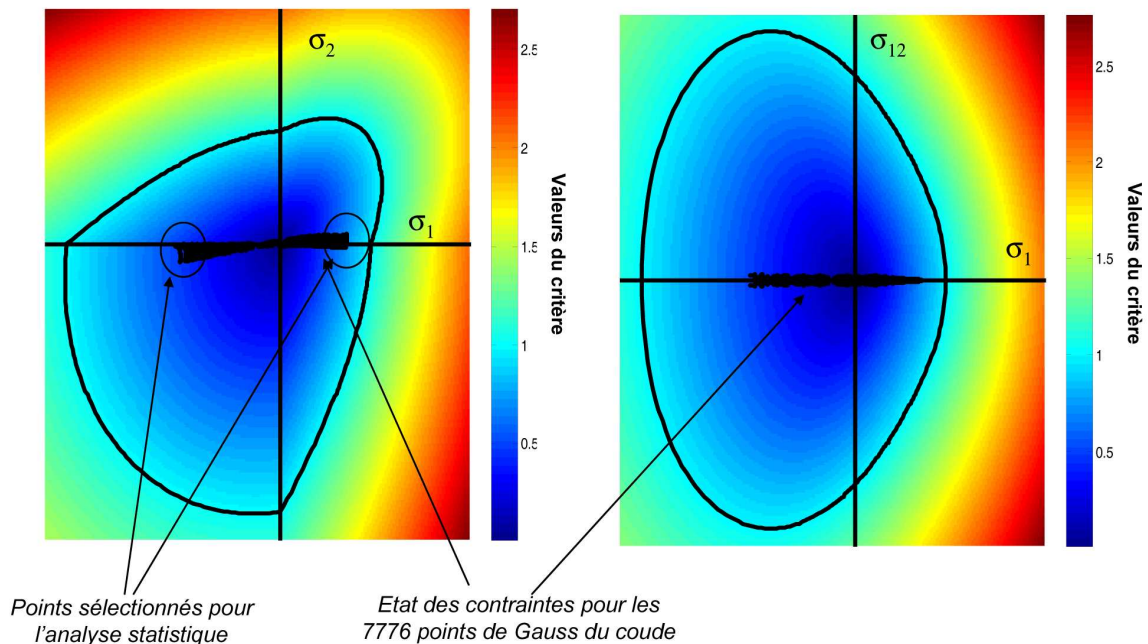 σ2
σ1
2.5
2
1.5
1
0.5
Valeurs du critère
σ12
σ1
2.5
2
1.5
1
0.5
Valeurs du critère
Points sélectionnés pour
l'analyse statistique
Etat des contraintes pour les
7776 points de Gauss du coude